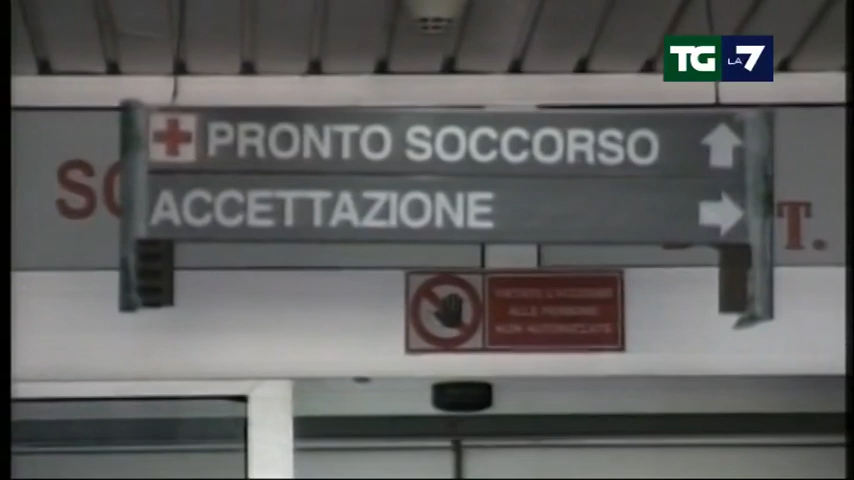 TG LA 7
PRONTO SOCCORSO
ACCETTAZIONE
VIETATO L'ACCESSO
ALLE PERSONE
NON AUTORIZZATE